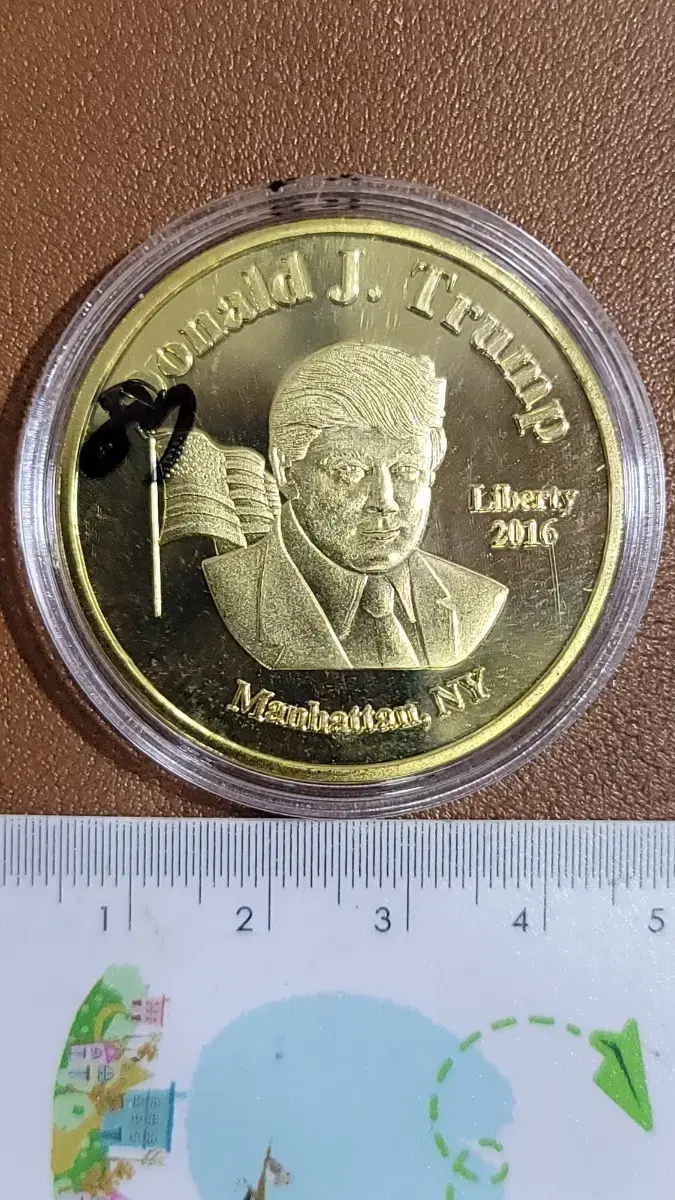 Donald J. Trump
Liberty
2016
Manhattan, NY
1 2 3 4 5